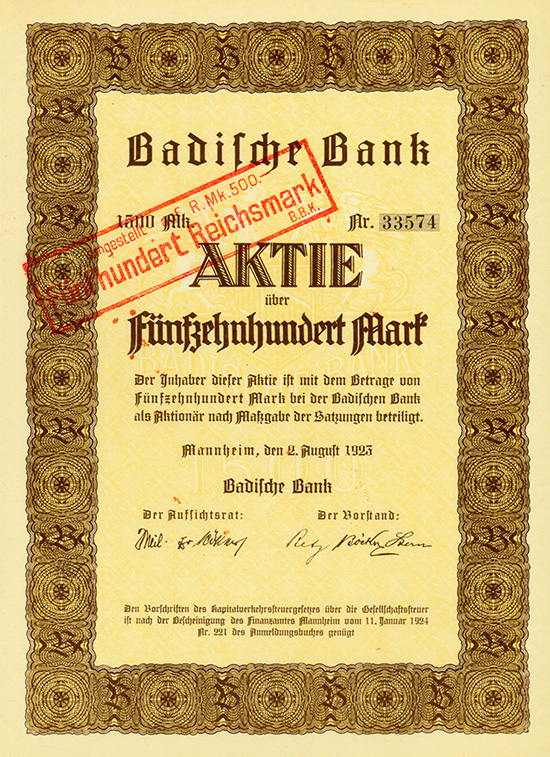 Badische Bank
1500 Mk.
Nr. 33574
R.Mk.500.-
Fünfhundert Reichsmark
B.B.K.
AKTIE
über
Fünfzehnhundert Mark
Der Inhaber dieser Aktie ist mit dem Betrage von
Fünfzehnhundert Mark bei der Badischen Bank
als Aktionär nach Maßgabe der Satzungen beteiligt.
Mannheim, den 2. August 1923
1500
Badische Bank
Der Aufsichtsrat:
Der Vorstand:
Den Vorschriften des Kapitalverkehrssteuergesetzes über die Gesellschaftssteuer
ist nach der Bescheinigung des Finanzamtes Mannheim vom 11. Januar 1924
Nr. 221 des Anmeldungsbuches genügt